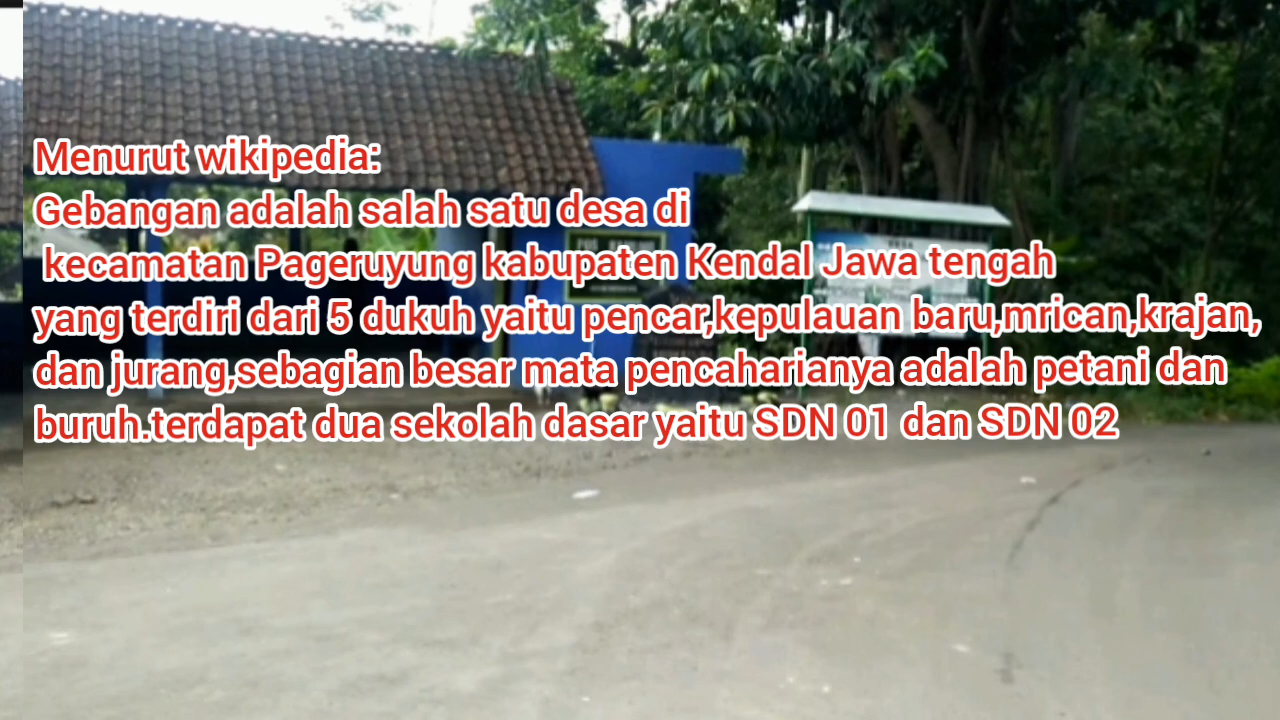 Menurut wikipedia:
Gebangan adalah salah satu desa di
kecamatan Pageruyung kabupaten Kendal Jawa tengah
yang terdiri dari 5 dukuh yaitu pencar,kepulauan baru,mrican,krajan,
dan jurang,sebagian besar mata pencaharianya adalah petani dan
buruh.terdapat dua sekolah dasar yaitu SDN 01 dan SDN 02